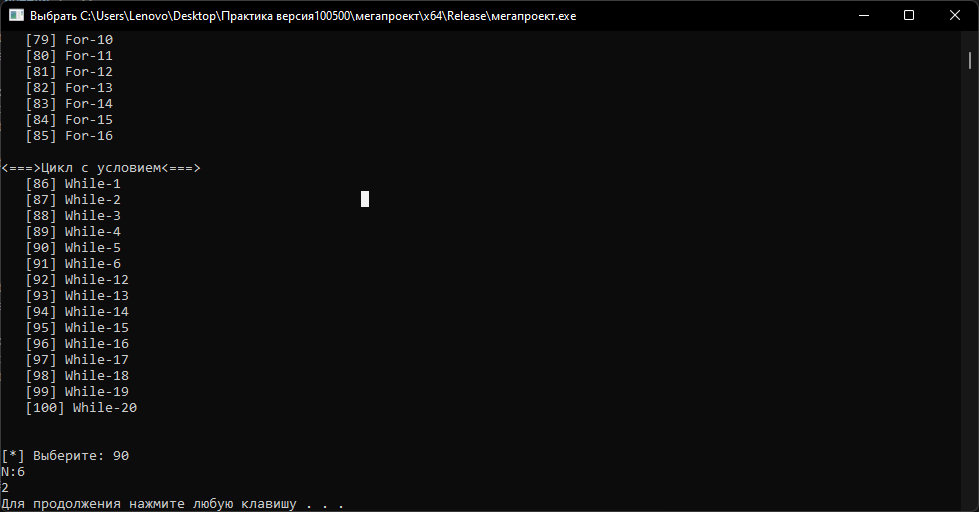 Выбрать C:\Users\Lenovo\Desktop\Практика версия100500\мегапроект\x64\Release\мегапроект.exe
[79] For-10
[80] For-11
[81] For-12
[82] For-13
[83] For-14
[84] For-15
[85] For-16
<===>Цикл с условием<===>
[86] While-1
[87] While-2
[88] While-3
[89] While-4
[90] While-5
[91] While-6
[92] While-12
[93] While-13
[94] While-14
[95] While-15
[96] While-16
[97] While-17
[98] While-18
[99] While-19
[100] While-20
[*] Выберите: 90
N:6
2
Для продолжения нажмите любую клавишу . . .